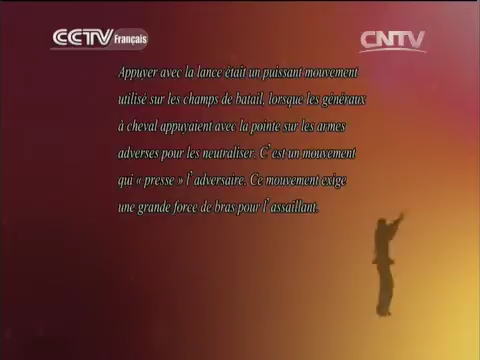 CCTV Français
CNTV
Appuyer avec la lance était un puissant mouvement
utilisé sur les champs de batail, lorsque les généraux
à cheval appuyaient avec la pointe sur les armes
adverses pour les neutraliser. C’ est un mouvement
qui « presse » l’ adversaire. Ce mouvement exige
une grande force de bras pour l’ assaillant.